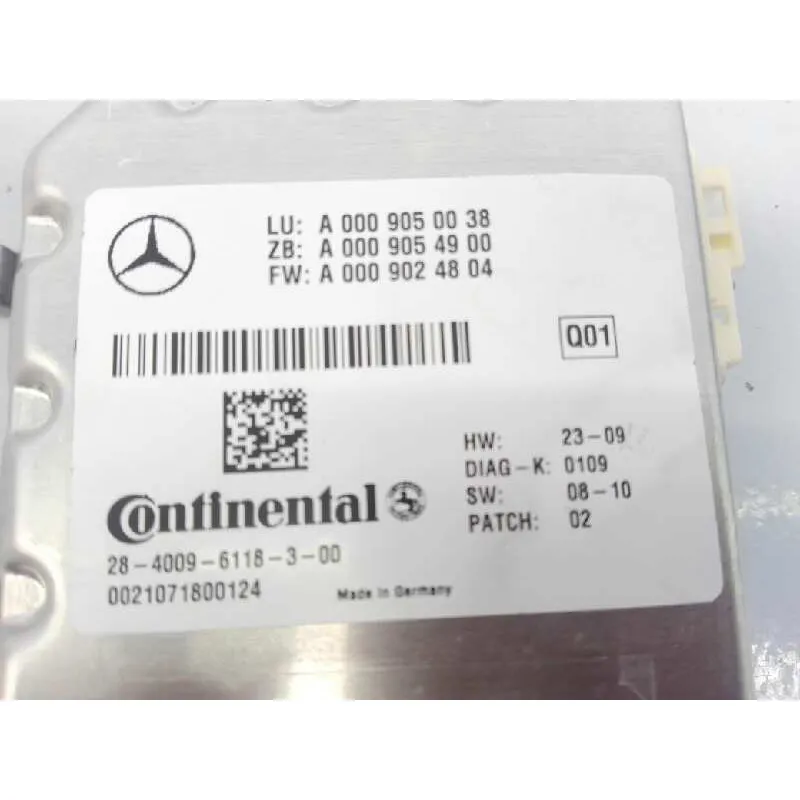 LU: A 000 905 00 38
ZB: A 000 905 49 00
FW: A 000 902 48 04
Q01
HW: 23-09
DIAG-K: 0109
SW: 08-10
PATCH: 02
Continental
28-4009-6118-3-00
0021071800124
Made in Germany